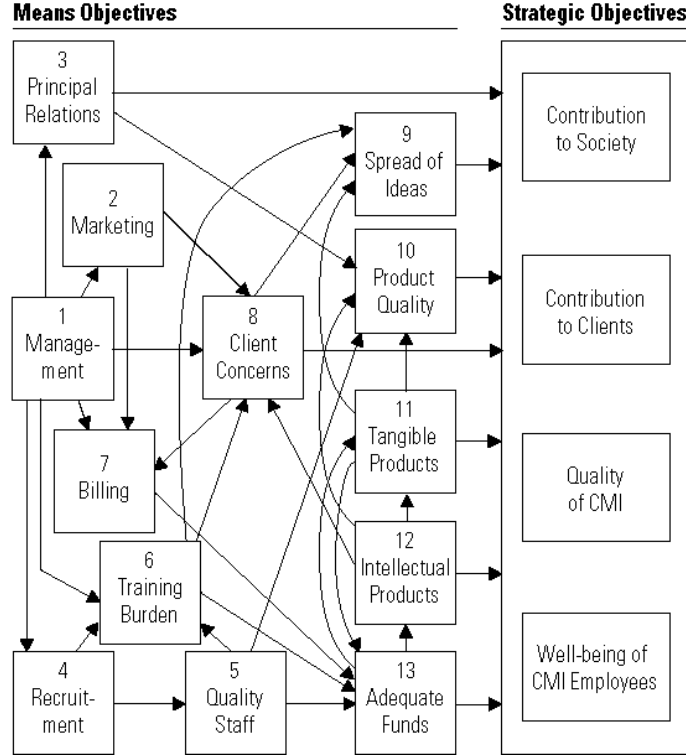 Means Objectives
Strategic Objectives
3
Principal
Relations
2
Marketing
1
Manage-
ment
9
Spread of
Ideas
10
Product
Quality
8
Client
Concerns
7
Billing
11
Tangible
Products
6
Training
Burden
12
Intellectual
Products
4
Recruit-
ment
5
Quality
Staff
13
Adequate
Funds
Contribution
to Society
Contribution
to Clients
Quality
of CMI
Well-being of
CMI Employees